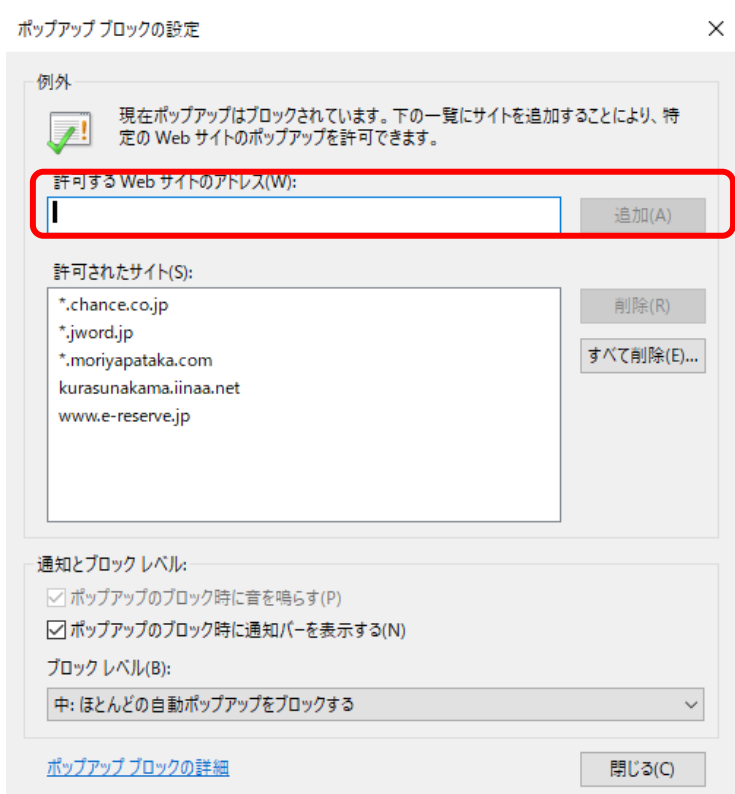 ポップアップ ブロックの設定
例外
現在ポップアップはブロックされています。下の一覧にサイトを追加することにより、特
定の Web サイトのポップアップを許可できます。
許可する Web サイトのアドレス(W):
追加(A)
許可されたサイト(S):
*.chance.co.jp
削除(R)
*.jword.jp
*.moriyapataka.com
すべて削除(E)...
kurasunakama.iinaa.net
www.e-reserve.jp
通知とブロック レベル:
ポップアップのブロック時に音を鳴らす(P)
ポップアップのブロック時に通知バーを表示する(N)
ブロック レベル(B):
中: ほとんどの自動ポップアップをブロックする
ポップアップ ブロックの詳細
閉じる(C)